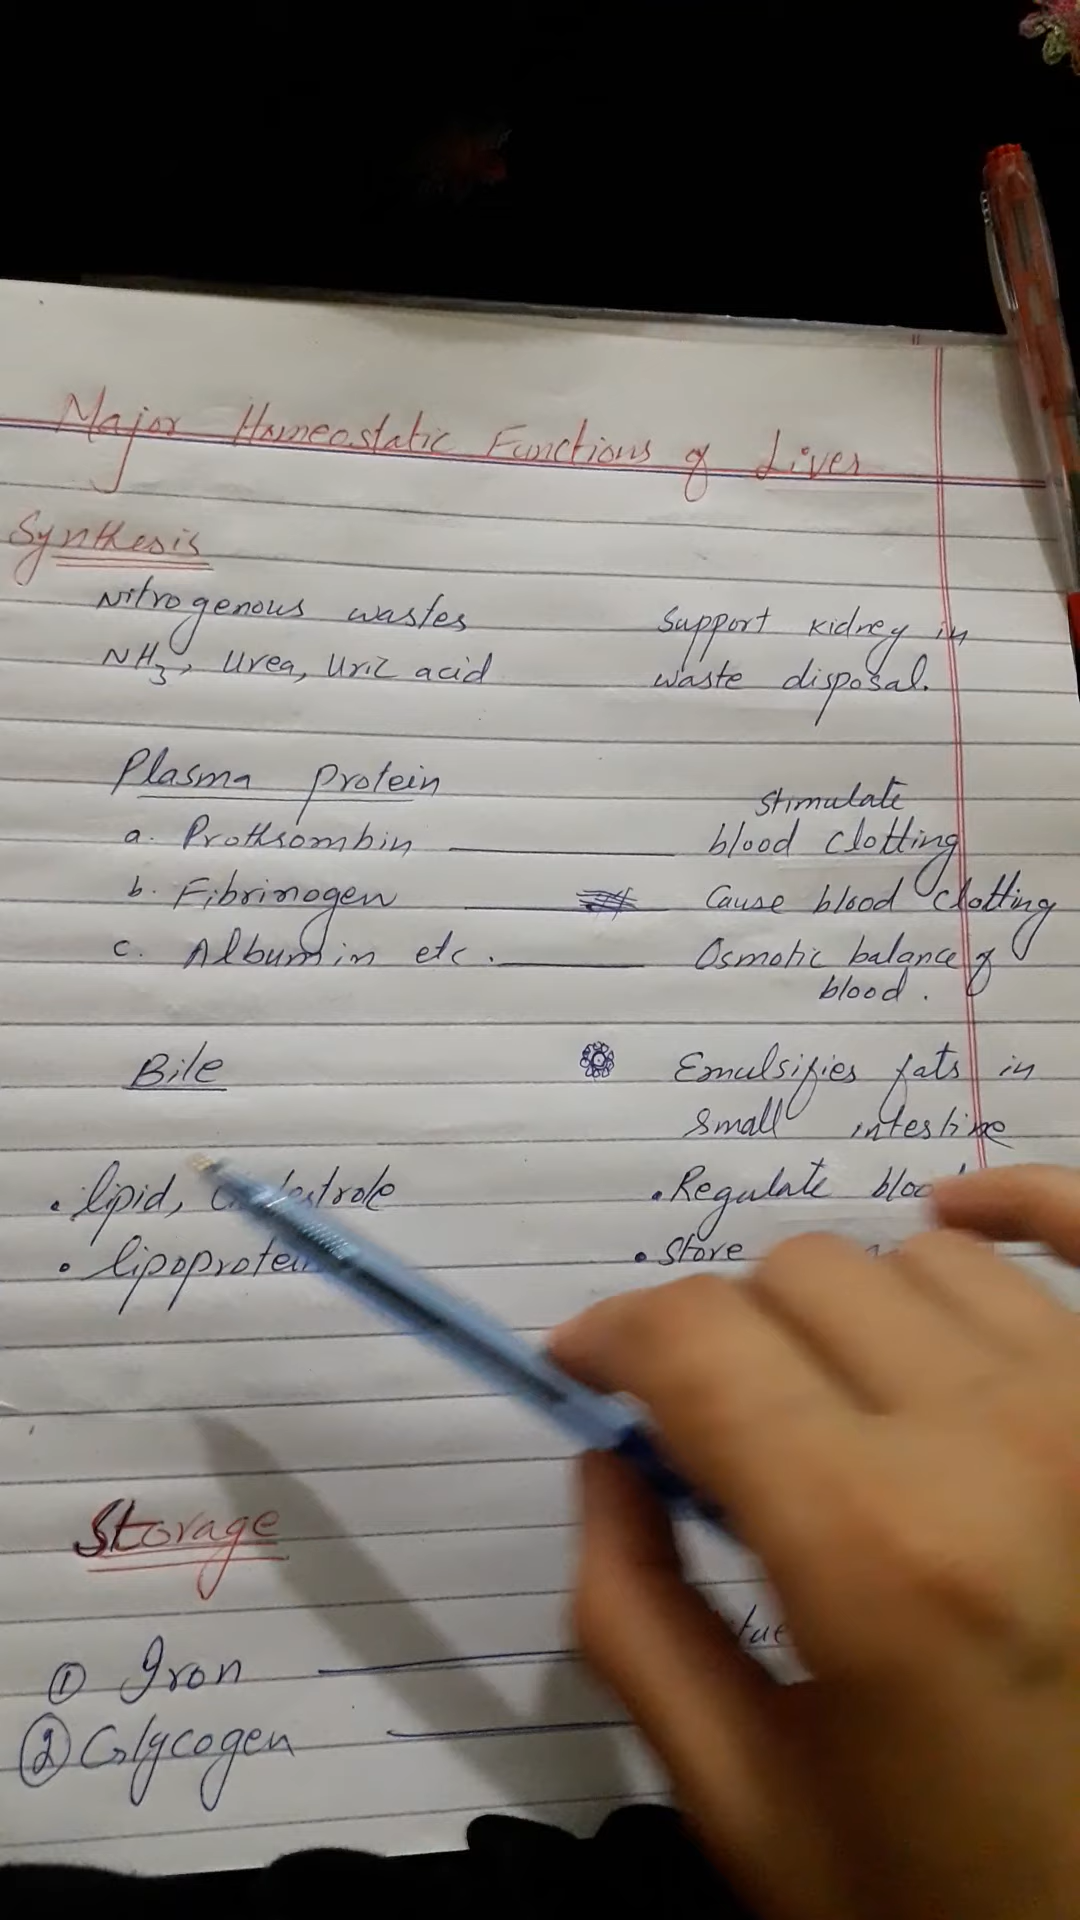 Major Homeostatic Functions of Liver
Synthesis
Nitrogenous wastes Support kidney in
NH3, Urea, Uric acid waste disposal.
Plasma protein
Stimulate
a. Prothrombin blood clotting
b. Fibrinogen Cause blood clotting
c. Albumin etc. Osmotic balance of
blood.
Bile Emulsifies fats in
small intestine
• lipid, • Regulate
• • Store
Storage
① Iron
② Glycogen